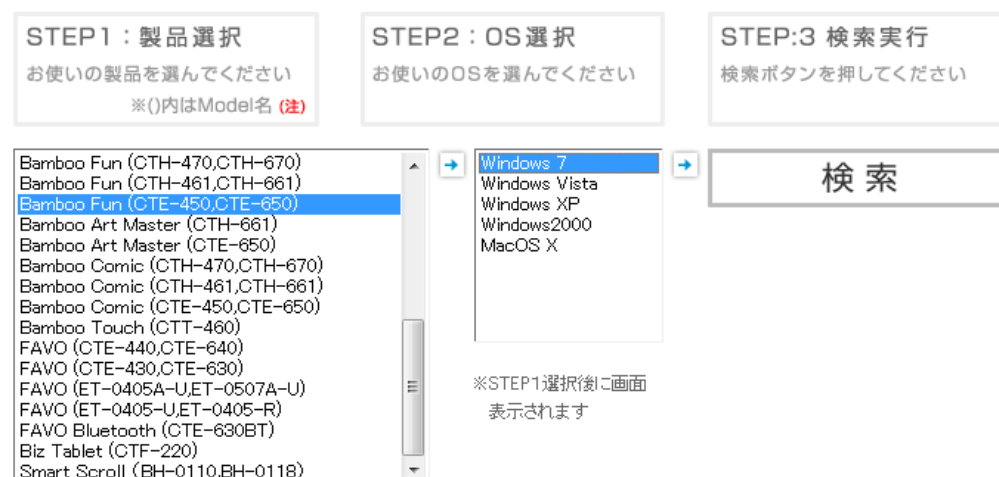 STEP1：製品選択
お使いの製品を選んでください
※()内はModel名 (注)
STEP2：OS選択
お使いのOSを選んでください
STEP:3 検索実行
検索ボタンを押してください
Bamboo Fun (CTH-470,CTH-670)
Bamboo Fun (CTH-461,CTH-661)
Bamboo Fun (CTE-450,CTE-650)
Bamboo Art Master (CTH-661)
Bamboo Art Master (CTE-650)
Bamboo Comic (CTH-470,CTH-670)
Bamboo Comic (CTH-461,CTH-661)
Bamboo Comic (CTE-450,CTE-650)
Bamboo Touch (CTT-460)
FAVO (CTE-440,CTE-640)
FAVO (CTE-430,CTE-630)
FAVO (ET-0405A-U,ET-0507A-U)
FAVO (ET-0405-U,ET-0405-R)
FAVO Bluetooth (CTE-630BT)
Biz Tablet (CTF-220)
Smart Scroll (BH-0110,BH-0118)
Windows 7
Windows Vista
Windows XP
Windows2000
MacOS X
※STEP1選択後に画面
表示されます
検 索